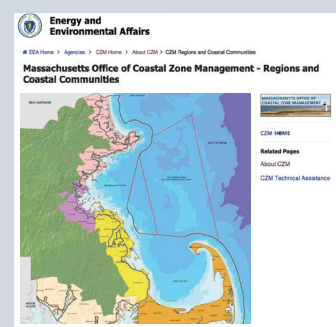 Energy and
Environmental Affairs
EEA Home > Agencies > CZM Home > About CZM > CZM Regions and Coastal Communities
Massachusetts Office of Coastal Zone Management - Regions and
Coastal Communities
MASSACHUSETTS OFFICE OF
COASTAL ZONE MANAGEMENT
CZM HOME
Related Pages
About CZM
CZM Technical Assistance